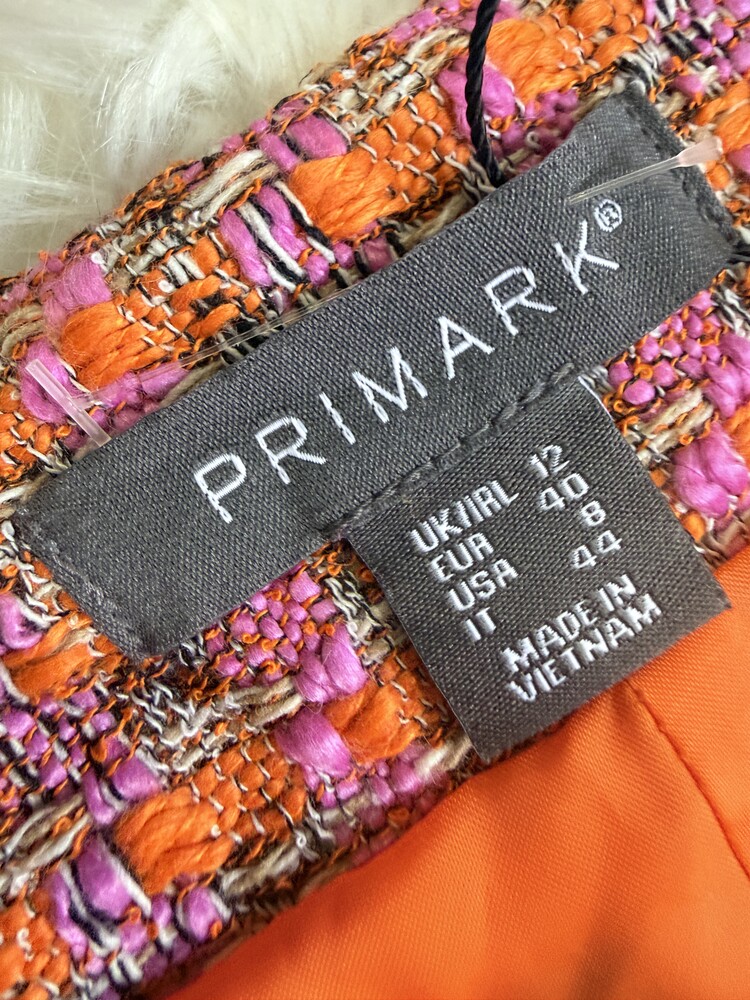 PRIMARK®
UK/IRL 12
EUR 40
USA 8
IT 44
MADE IN
VIETNAM